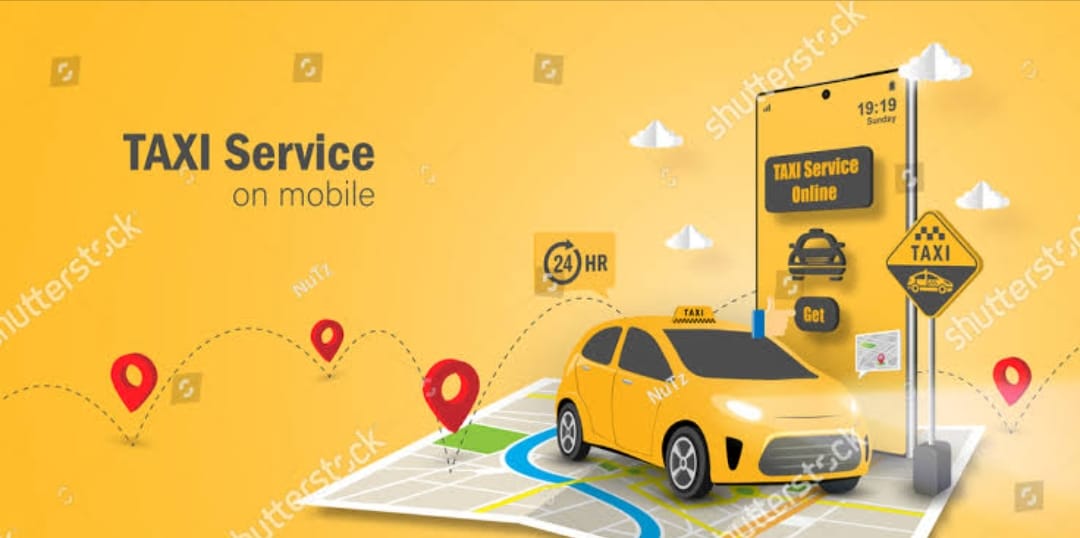 TAXI Service
on mobile
24 HR
TAXI
19:19
Sunday
TAXI Service
Online
Get
TAXI
shutterstock
shutterstock
shutterstock
shutterstock
shutterstock
NuTz
NuTz